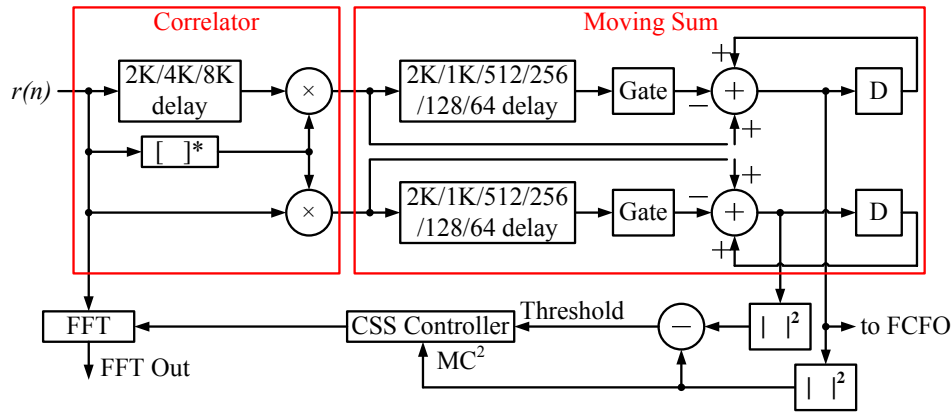 Correlator
Moving Sum
r(n)
2K/4K/8K
delay
×
2K/1K/512/256
/128/64 delay
Gate
−
+
+
+
D
[ ]*
×
2K/1K/512/256
/128/64 delay
Gate
−
+
+
+
D
FFT
CSS Controller
Threshold
−
| |²
to FCFO
FFT Out
MC²
| |²